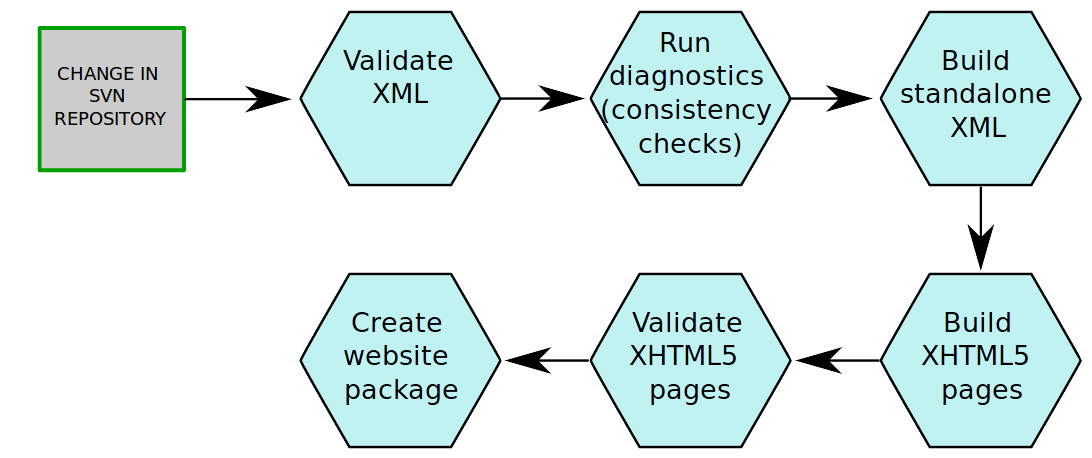 CHANGE IN
SVN
REPOSITORY
Validate
XML
Run
diagnostics
(consistency
checks)
Build
standalone
XML
Build
XHTML5
pages
Validate
XHTML5
pages
Create
website
package